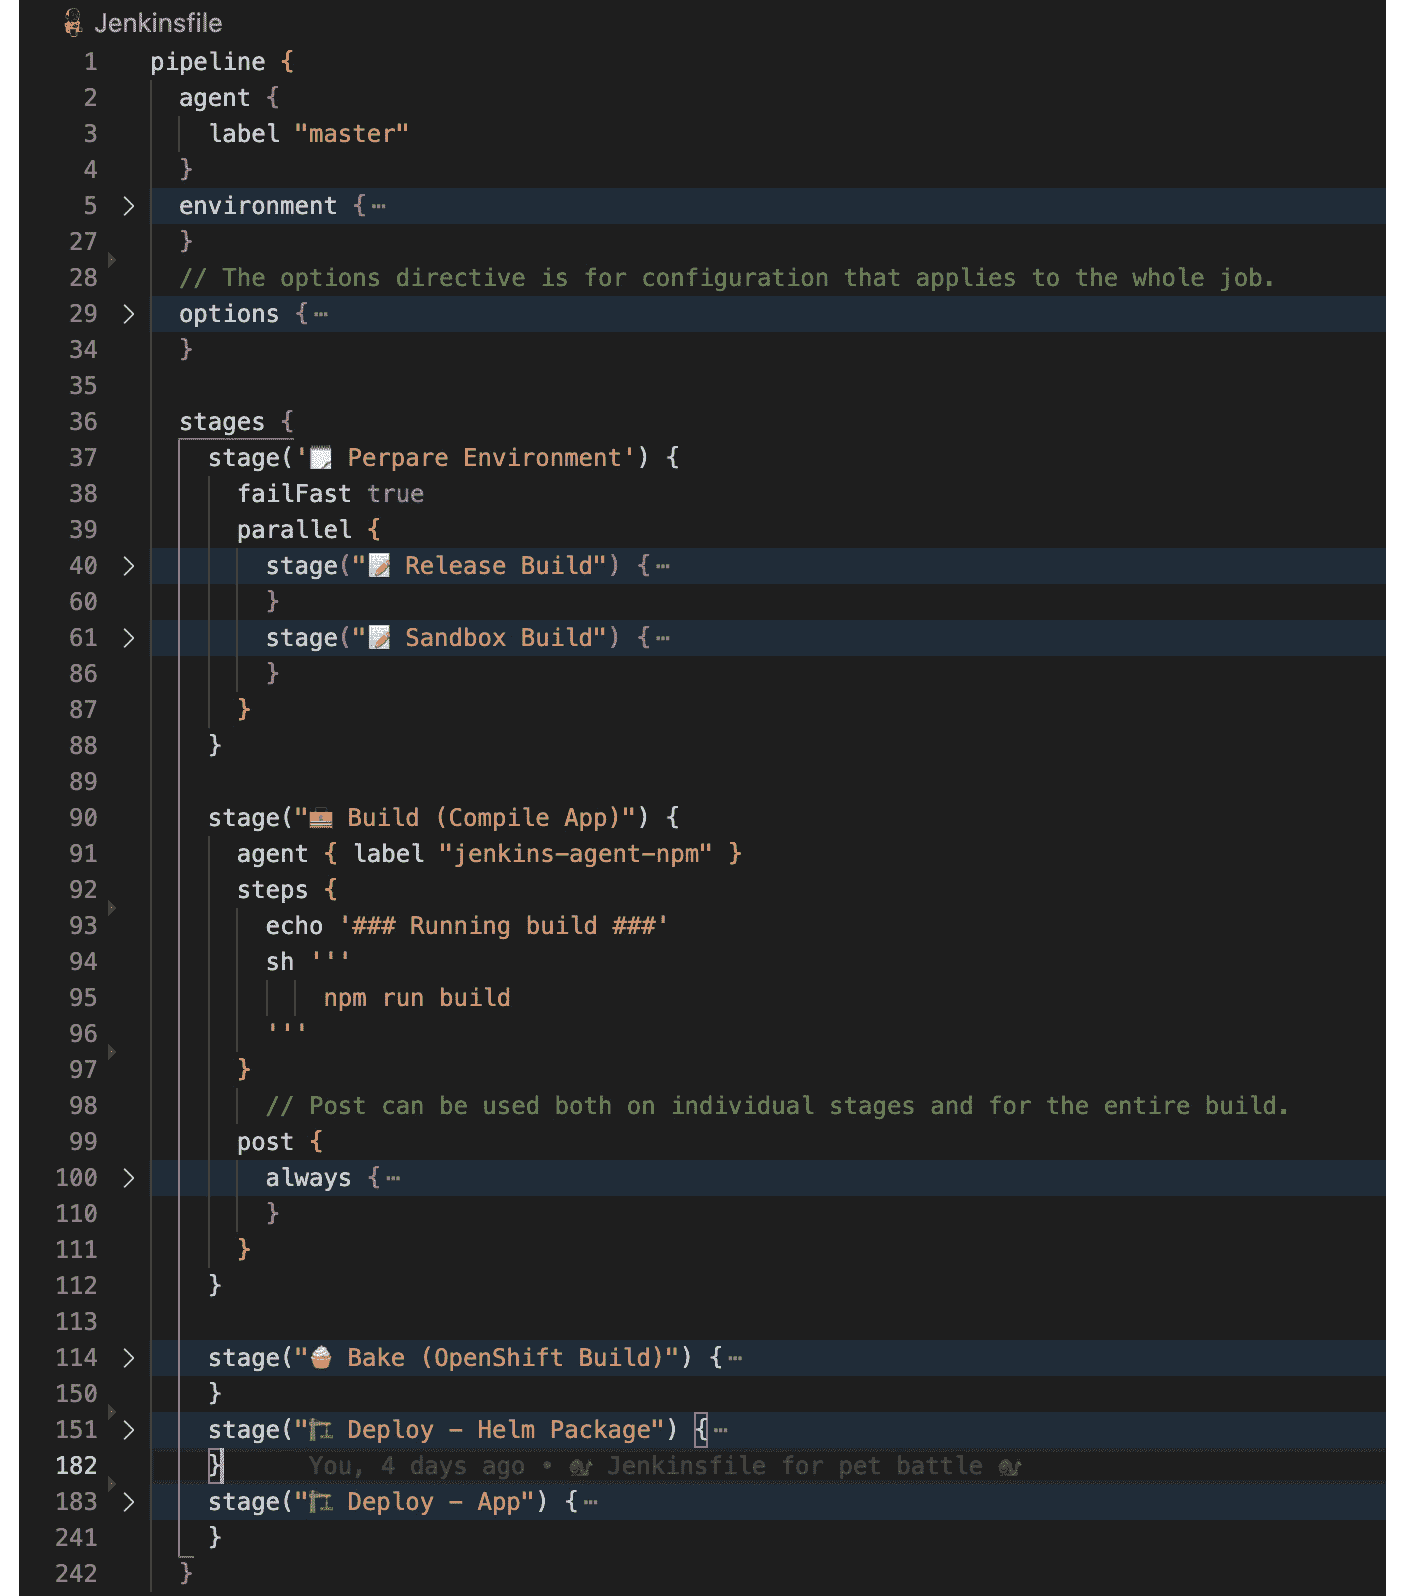 Jenkinsfile
1 pipeline {
2 agent {
3 label "master"
4 }
5 > environment {⋯
27 }
28 // The options directive is for configuration that applies to the whole job.
29 > options {⋯
34 }
35
36 stages {
37 stage('🗒️ Perpare Environment') {
38 failFast true
39 parallel {
40 > stage("📝 Release Build") {⋯
60 }
61 > stage("📝 Sandbox Build") {⋯
86 }
87 }
88 }
89
90 stage("🧰 Build (Compile App)") {
91 agent { label "jenkins-agent-npm" }
92 steps {
93 echo '### Running build ###'
94 sh '''
95 npm run build
96 '''
97 }
98 // Post can be used both on individual stages and for the entire build.
99 post {
100 > always {⋯
110 }
111 }
112 }
113
114 > stage("🧁 Bake (OpenShift Build)") {⋯
150 }
151 > stage("🏗️ Deploy - Helm Package") {⋯
182 } You, 4 days ago • 🐌 Jenkinsfile for pet battle 🐌
183 > stage("🏗️ Deploy - App") {⋯
241 }
242 }